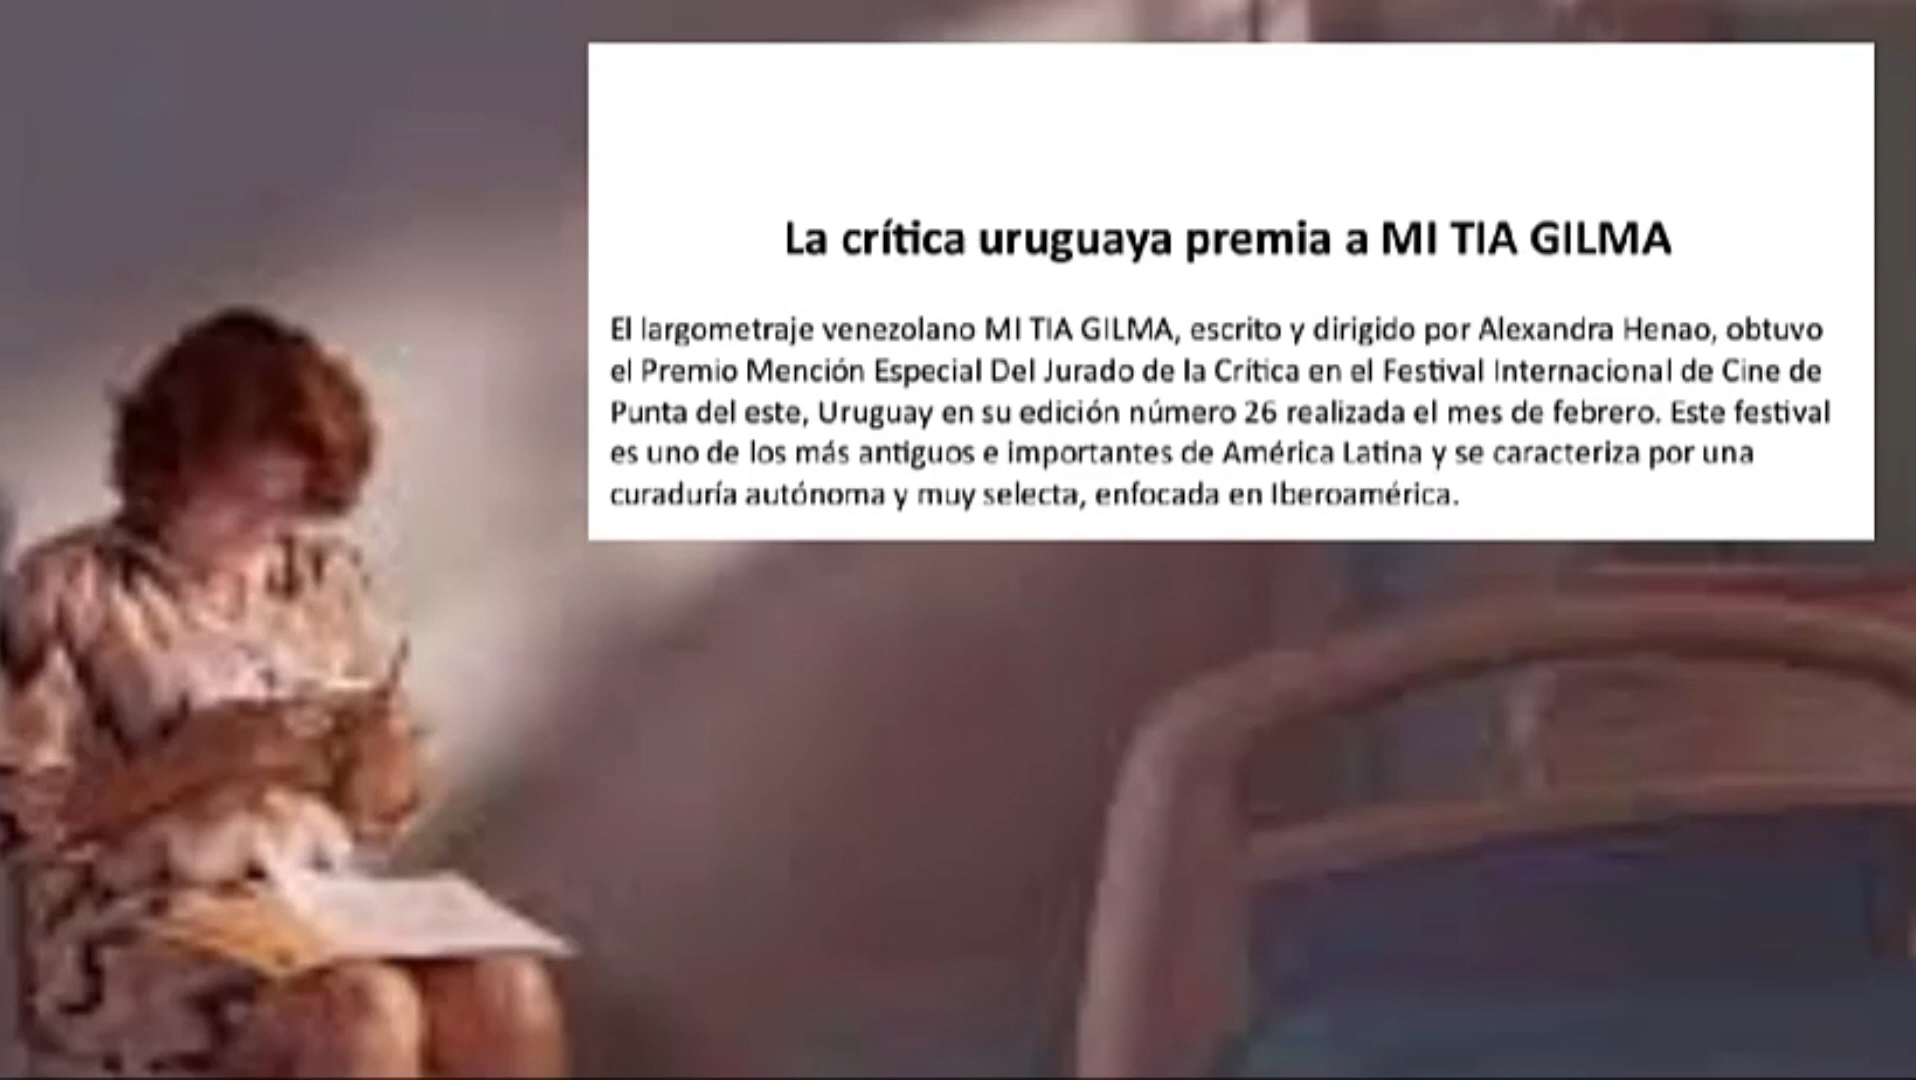 La crítica uruguaya premia a MI TIA GILMA
El largometraje venezolano MI TIA GILMA, escrito y dirigido por Alexandra Henao, obtuvo
el Premio Mención Especial Del Jurado de la Crítica en el Festival Internacional de Cine de
Punta del este, Uruguay en su edición número 26 realizada el mes de febrero. Este festival
es uno de los más antiguos e importantes de América Latina y se caracteriza por una
curaduría autónoma y muy selecta, enfocada en Iberoamérica.